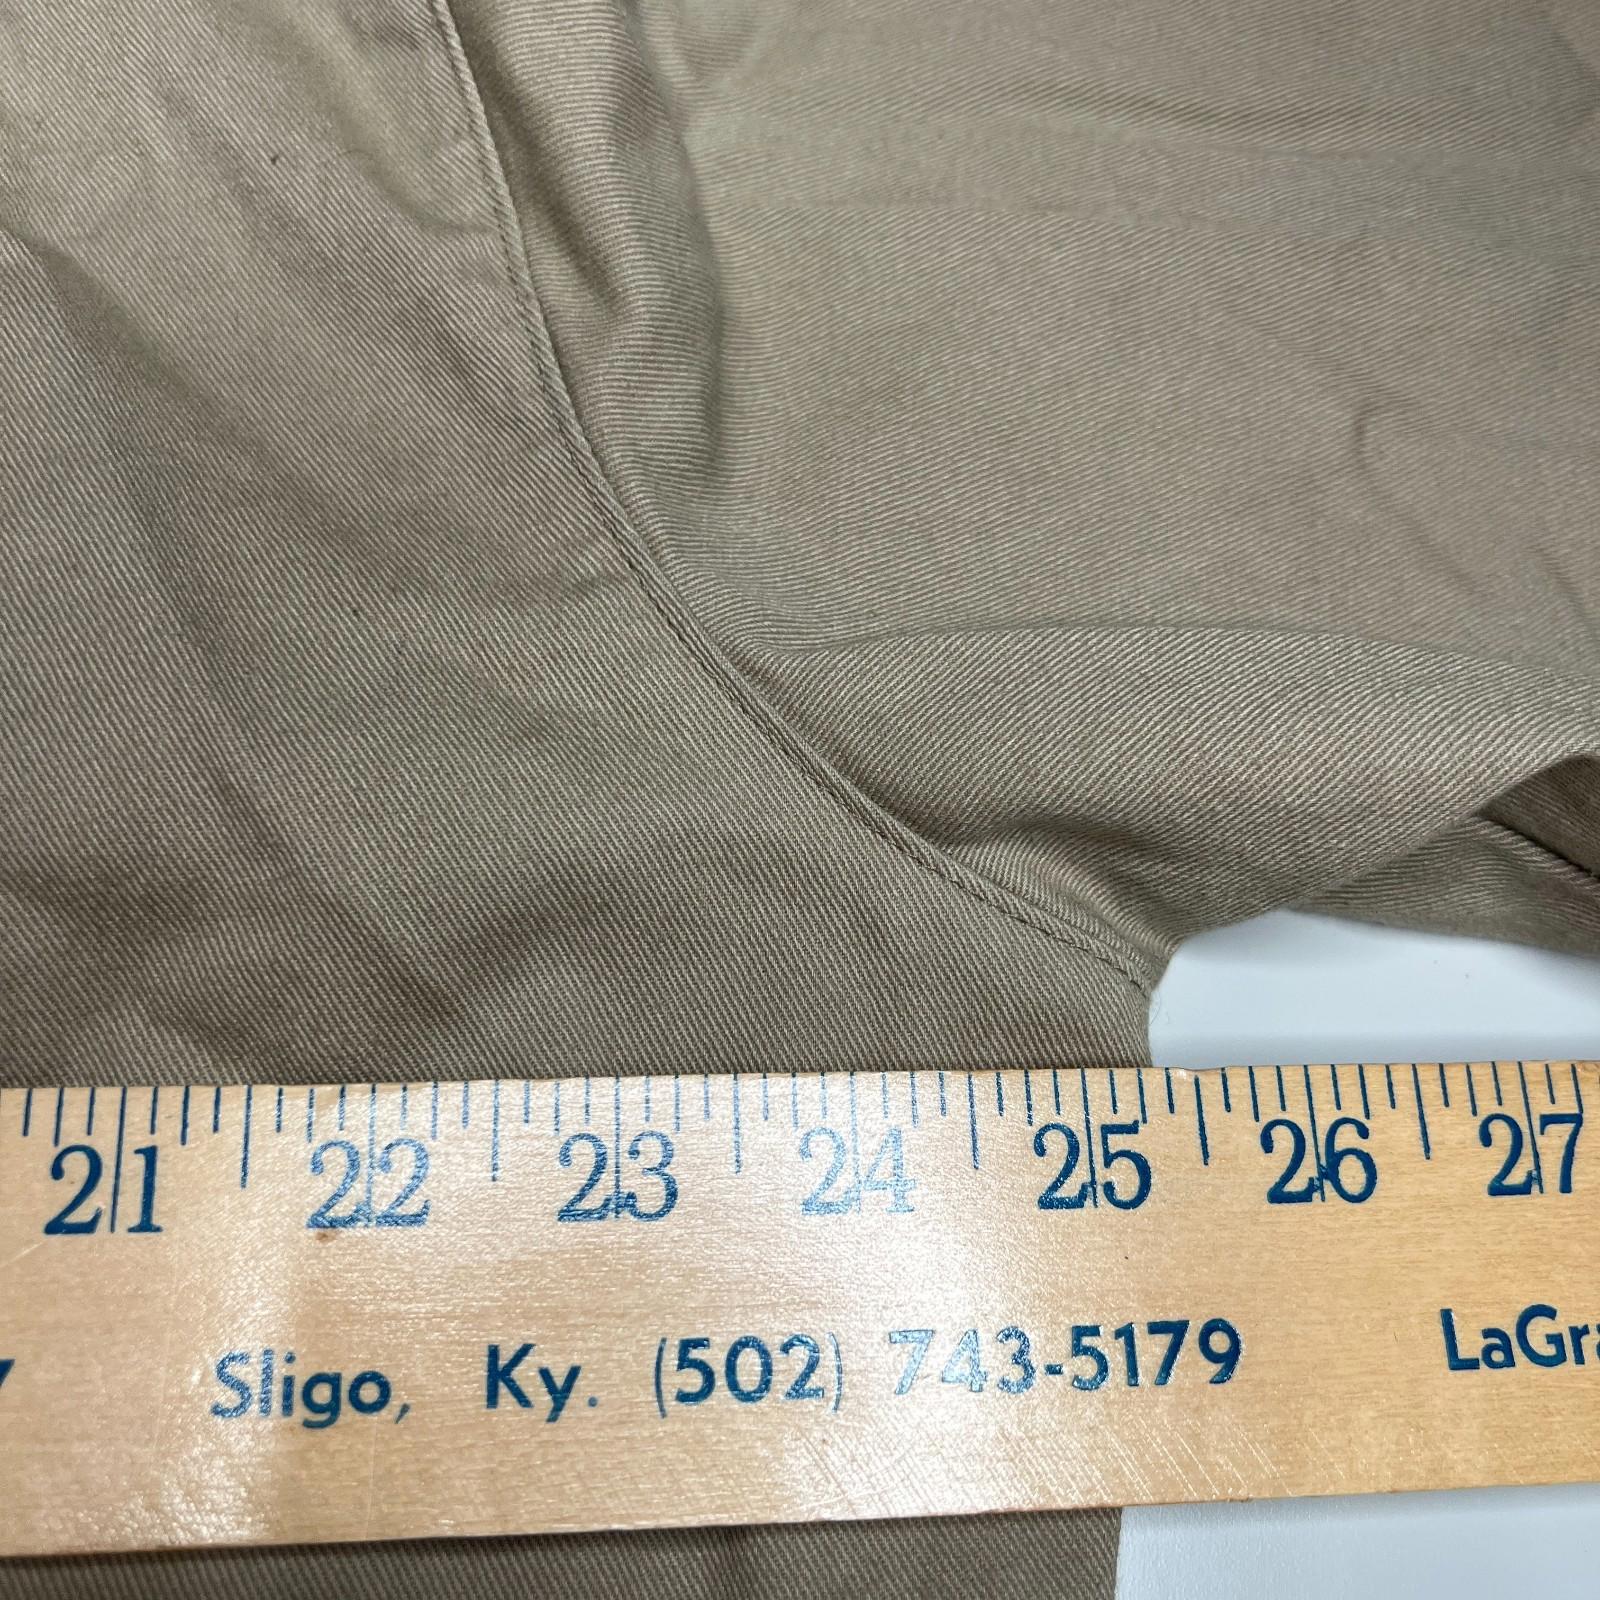 21 22 23 24 25 26 27
Sligo, Ky. (502) 743-5179 LaGra